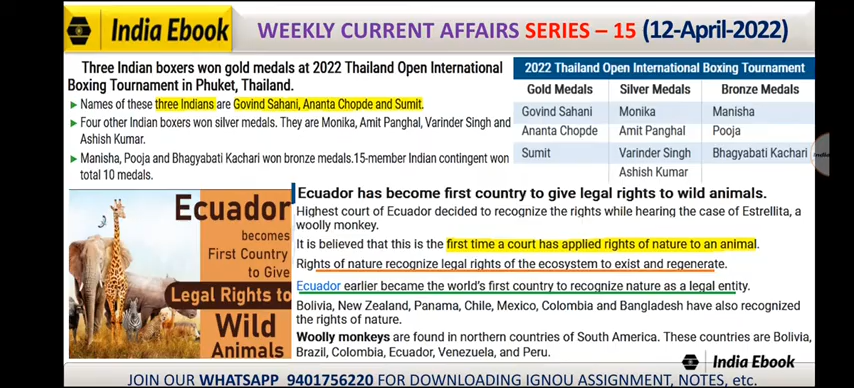 India Ebook
WEEKLY CURRENT AFFAIRS SERIES – 15 (12-April-2022)
Three Indian boxers won gold medals at 2022 Thailand Open International
Boxing Tournament in Phuket, Thailand.
Names of these three Indians are Govind Sahani, Ananta Chopde and Sumit.
Four other Indian boxers won silver medals. They are Monika, Amit Panghal, Varinder Singh and
Ashish Kumar.
Manisha, Pooja and Bhagyabati Kachari won bronze medals.15-member Indian contingent won
total 10 medals.
2022 Thailand Open International Boxing Tournament
Gold Medals Silver Medals Bronze Medals
Govind Sahani Monika Manisha
Ananta Chopde Amit Panghal Pooja
Sumit Varinder Singh Bhagyabati Kachari
Ashish Kumar
Ecuador
becomes
First Country
to Give
Legal Rights to
Wild
Animals
Ecuador has become first country to give legal rights to wild animals.
Highest court of Ecuador decided to recognize the rights while hearing the case of Estrellita, a
woolly monkey.
It is believed that this is the first time a court has applied rights of nature to an animal.
Rights of nature recognize legal rights of the ecosystem to exist and regenerate.
Ecuador earlier became the world's first country to recognize nature as a legal entity.
Bolivia, New Zealand, Panama, Chile, Mexico, Colombia and Bangladesh have also recognized
the rights of nature.
Woolly monkeys are found in northern countries of South America. These countries are Bolivia,
Brazil, Colombia, Ecuador, Venezuela, and Peru.
India Ebook
JOIN OUR WHATSAPP 9401756220 FOR DOWNLOADING IGNOU ASSIGNMENT, NOTES, etc.